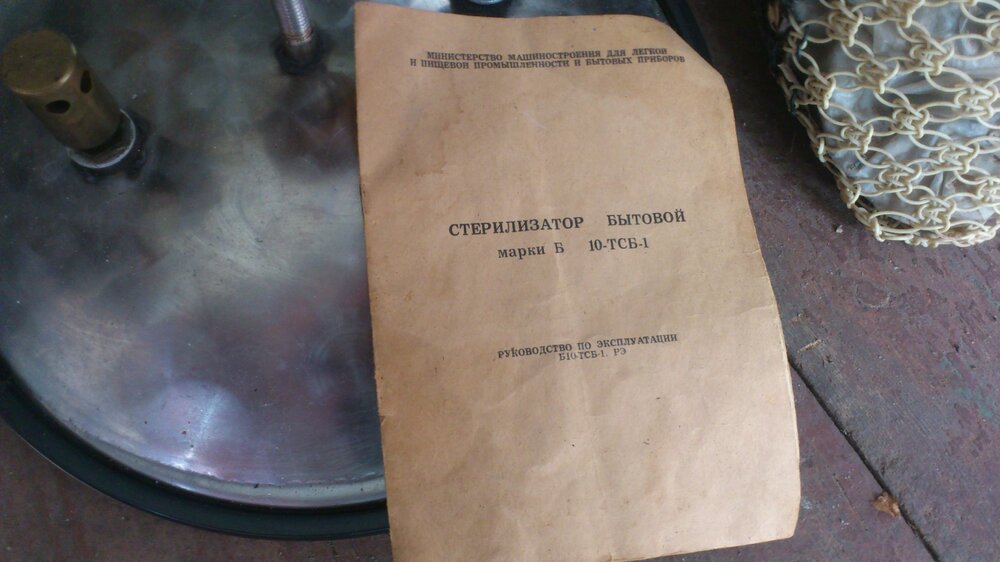 МИНИСТЕРСТВО МАШИНОСТРОЕНИЯ ДЛЯ ЛЕГКОЙ
И ПИЩЕВОЙ ПРОМЫШЛЕННОСТИ И БЫТОВЫХ ПРИБОРОВ
СТЕРИЛИЗАТОР БЫТОВОЙ
марки Б 10-ТСБ-1
РУКОВОДСТВО ПО ЭКСПЛУАТАЦИИ
Б10-ТСБ-1. РЭ